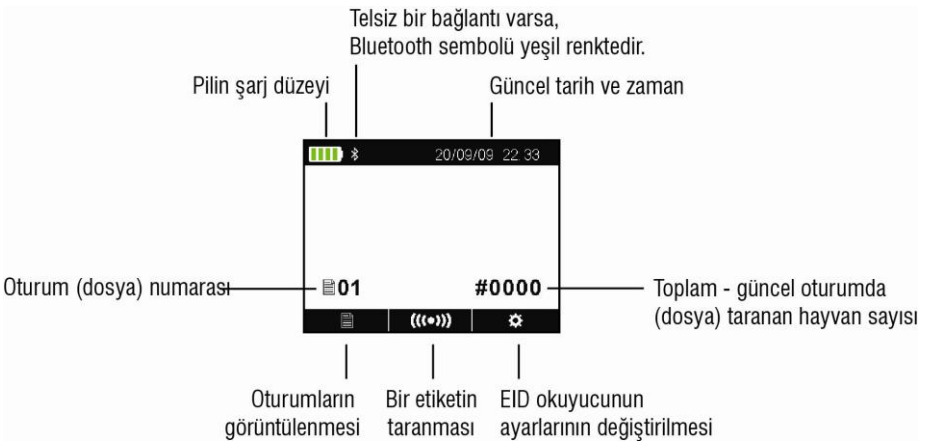 Telsiz bir bağlantı varsa,
Bluetooth sembolü yeşil renktedir.
Pilin şarj düzeyi
Güncel tarih ve zaman
20/09/09 22:33
Oturum (dosya) numarası
01
#0000
Toplam - güncel oturumda
(dosya) taranan hayvan sayısı
Oturumların
görüntülenmesi
Bir etiketin
taranması
EID okuyucunun
ayarlarının değiştirilmesi